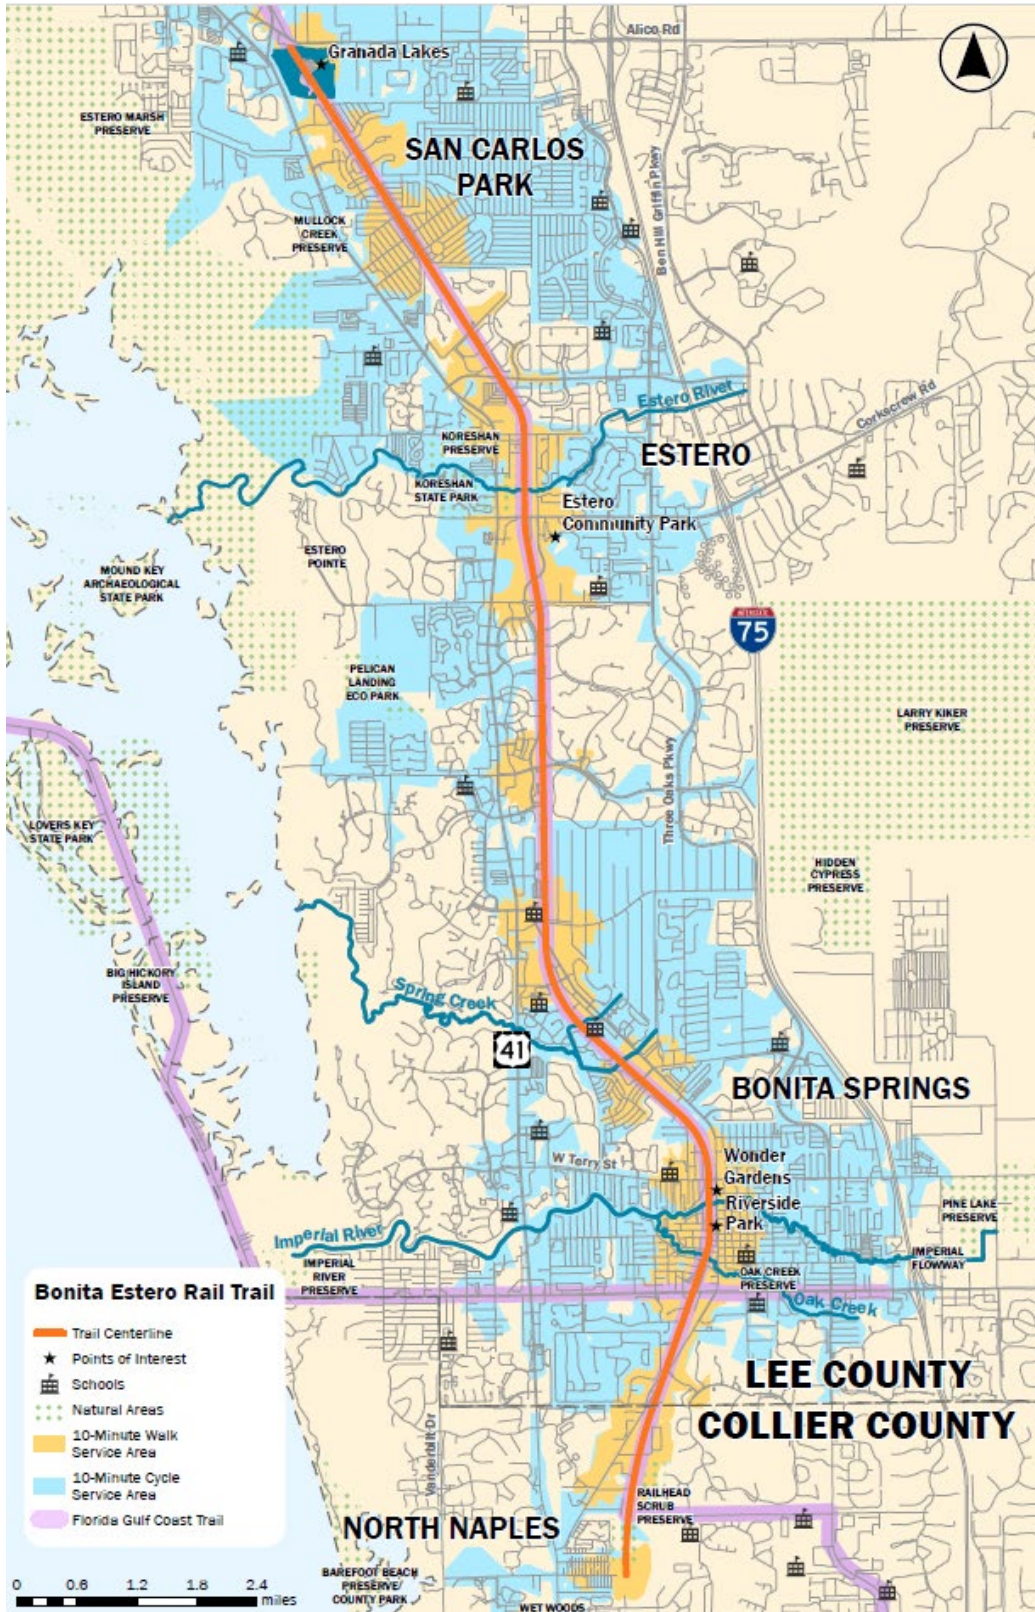 Alico Rd
Granada Lakes
ESTERO MARSH
PRESERVE
SAN CARLOS
PARK
Ben Hill Griffin Pkwy
MULLOCK
CREEK
PRESERVE
Estero River
Corkscrew Rd
KORESHAN
PRESERVE
ESTERO
KORESHAN
STATE PARK
Estero
Community Park
ESTERO
POINTE
MOUND KEY
ARCHAEOLOGICAL
STATE PARK
INTERSTATE
75
PELICAN
LANDING
ECO PARK
LARRY KIKER
PRESERVE
Three Oaks Pkwy
LOVERS KEY
STATE PARK
HIDDEN
CYPRESS
PRESERVE
BIG HICKORY
ISLAND
PRESERVE
Spring Creek
41
BONITA SPRINGS
W Terry St
Wonder
Gardens
Riverside
Park
PINE LAKE
PRESERVE
Imperial River
IMPERIAL
RIVER
PRESERVE
IMPERIAL
FLOWWAY
OAK CREEK
PRESERVE
Oak Creek
LEE COUNTY
COLLIER COUNTY
Vanderbilt Dr
RAILHEAD
SCRUB
PRESERVE
NORTH NAPLES
BAREFOOT BEACH
PRESERVE/
COUNTY PARK
WET WOODS
Bonita Estero Rail Trail
Trail Centerline
Points of Interest
Schools
Natural Areas
10-Minute Walk
Service Area
10-Minute Cycle
Service Area
Florida Gulf Coast Trail
0 0.6 1.2 1.8 2.4
miles